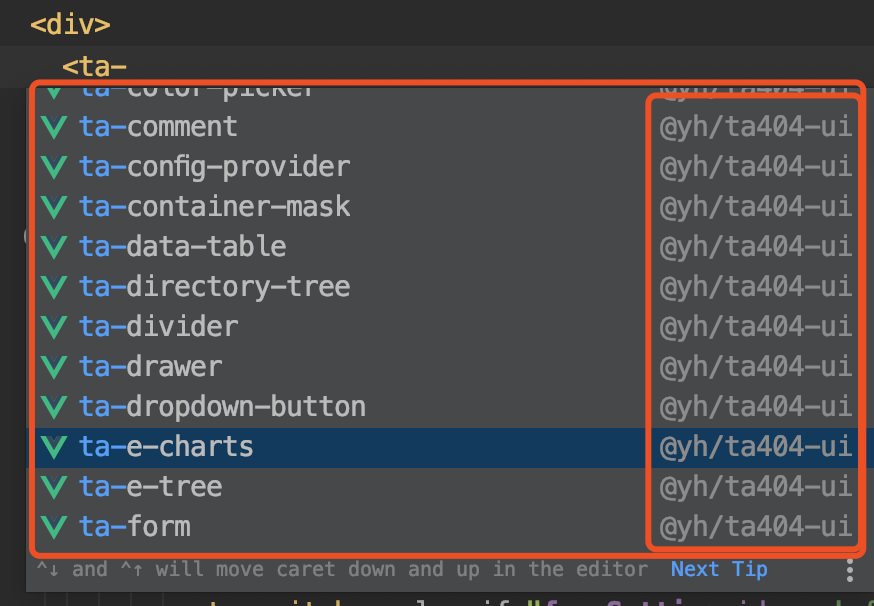 <div>
<ta-
ta-color-picker @yh/ta404-ui
ta-comment @yh/ta404-ui
ta-config-provider @yh/ta404-ui
ta-container-mask @yh/ta404-ui
ta-data-table @yh/ta404-ui
ta-directory-tree @yh/ta404-ui
ta-divider @yh/ta404-ui
ta-drawer @yh/ta404-ui
ta-dropdown-button @yh/ta404-ui
ta-e-charts @yh/ta404-ui
ta-e-tree @yh/ta404-ui
ta-form @yh/ta404-ui
^↓ and ^↑ will move caret down and up in the editor Next Tip